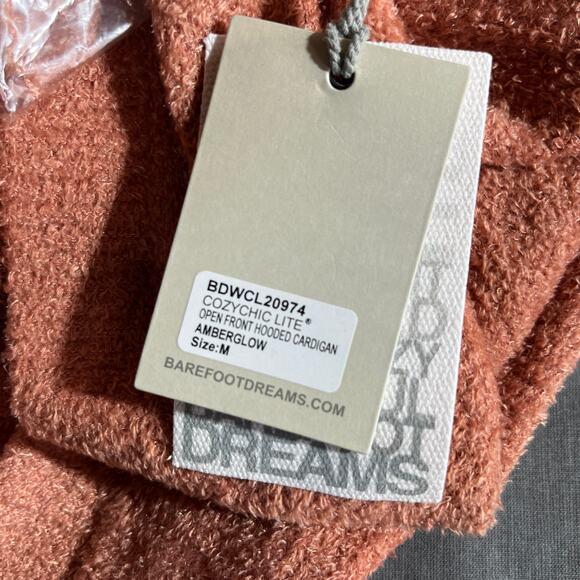 BDWCL20974
COZYCHIC LITE®
OPEN FRONT HOODED CARDIGAN
AMBERGLOW
Size:M
BAREFOOTDREAMS.COM
DREAMS